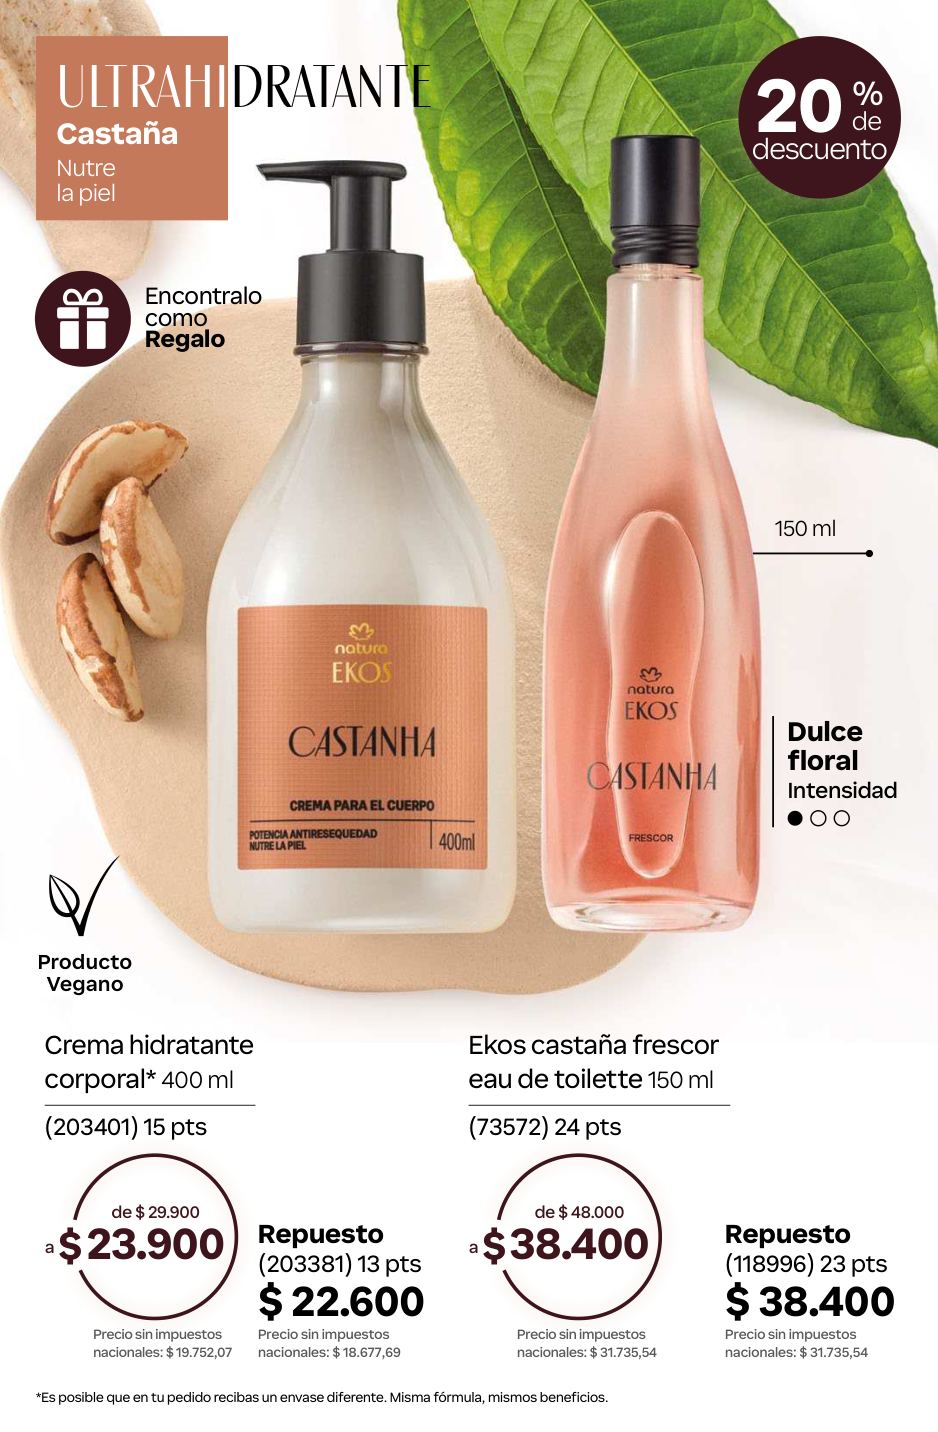 ULTRAHIDRATANTE
Castaña
Nutre
la piel
20 %
de
descuento
Encontralo
como
Regalo
150 ml
natura
EKOS
CASTANHA
CREMA PARA EL CUERPO
POTENCIA ANTIRESEQUEDAD
NUTRE LA PIEL
400ml
natura
EKOS
CASTANHA
FRESCOR
Dulce
floral
Intensidad
Producto
Vegano
Crema hidratante
corporal* 400 ml
(203401) 15 pts
de $ 29.900
a $ 23.900
Precio sin impuestos
nacionales: $ 19.752,07
Repuesto
(203381) 13 pts
$ 22.600
Precio sin impuestos
nacionales: $ 18.677,69
Ekos castaña frescor
eau de toilette 150 ml
(73572) 24 pts
de $ 48.000
a $ 38.400
Precio sin impuestos
nacionales: $ 31.735,54
Repuesto
(118996) 23 pts
$ 38.400
Precio sin impuestos
nacionales: $ 31.735,54
*Es posible que en tu pedido recibas un envase diferente. Misma fórmula, mismos beneficios.